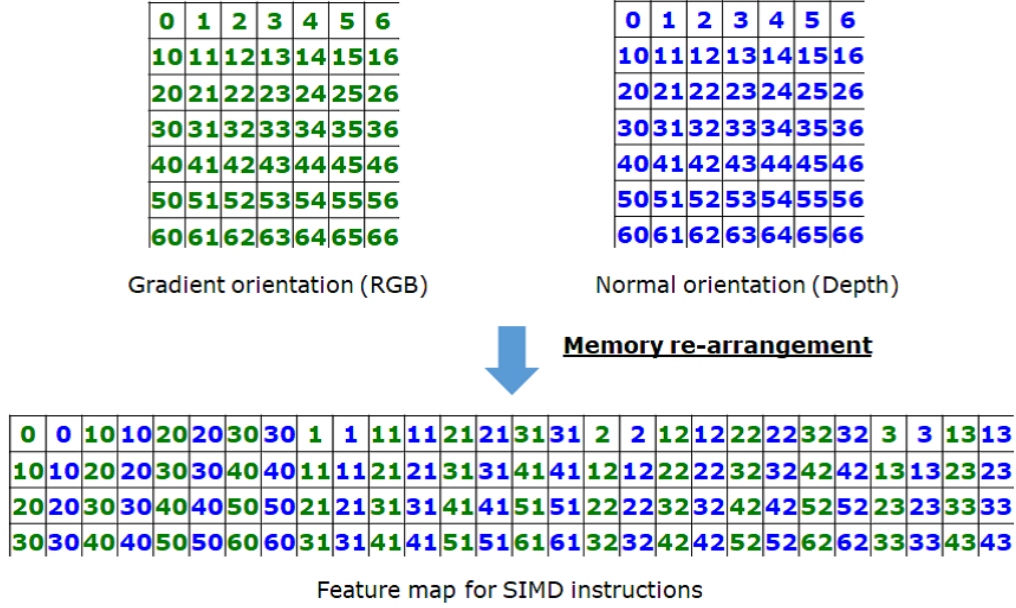 0 1 2 3 4 5 6
10 11 12 13 14 15 16
20 21 22 23 24 25 26
30 31 32 33 34 35 36
40 41 42 43 44 45 46
50 51 52 53 54 55 56
60 61 62 63 64 65 66
Gradient orientation (RGB)
0 1 2 3 4 5 6
10 11 12 13 14 15 16
20 21 22 23 24 25 26
30 31 32 33 34 35 36
40 41 42 43 44 45 46
50 51 52 53 54 55 56
60 61 62 63 64 65 66
Normal orientation (Depth)
Memory re-arrangement
0 0 10 10 20 20 30 30 1 1 11 11 21 21 31 31 2 2 12 12 22 22 32 32 3 3 13 13
10 10 20 20 30 30 40 40 11 11 21 21 31 31 41 41 12 12 22 22 32 32 42 42 13 13 23 23
20 20 30 30 40 40 50 50 21 21 31 31 41 41 51 51 22 22 32 32 42 42 52 52 23 23 33 33
30 30 40 40 50 50 60 60 31 31 41 41 51 51 61 61 32 32 42 42 52 52 62 62 33 33 43 43
Feature map for SIMD instructions